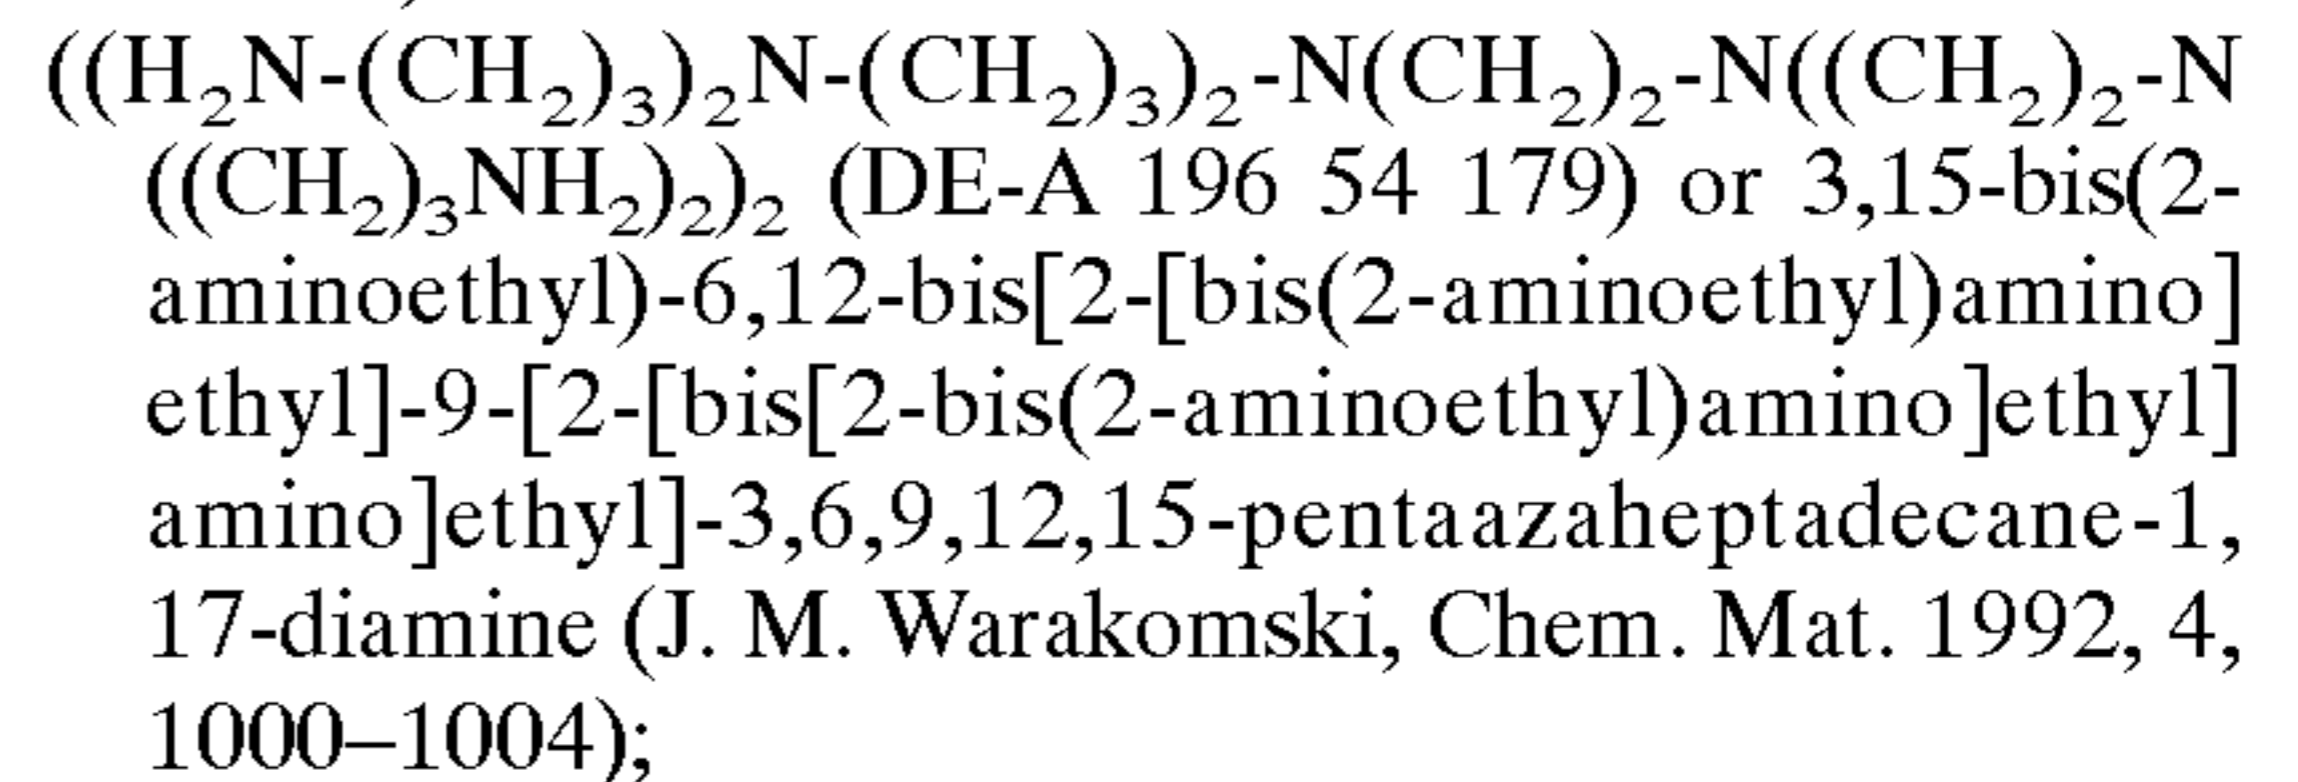 ((H₂N-(CH₂)₃)₂N-(CH₂)₃)₂-N(CH₂)₂-N((CH₂)₂-N
((CH₂)₃NH₂)₂)₂ (DE-A 196 54 179) or 3,15-bis(2-
aminoethyl)-6,12-bis[2-[bis(2-aminoethyl)amino]
ethyl]-9-[2-[bis[2-bis(2-aminoethyl)amino]ethyl]
amino]ethyl]-3,6,9,12,15-pentaazaheptadecane-1,
17-diamine (J. M. Warakomski, Chem. Mat. 1992, 4,
1000–1004);